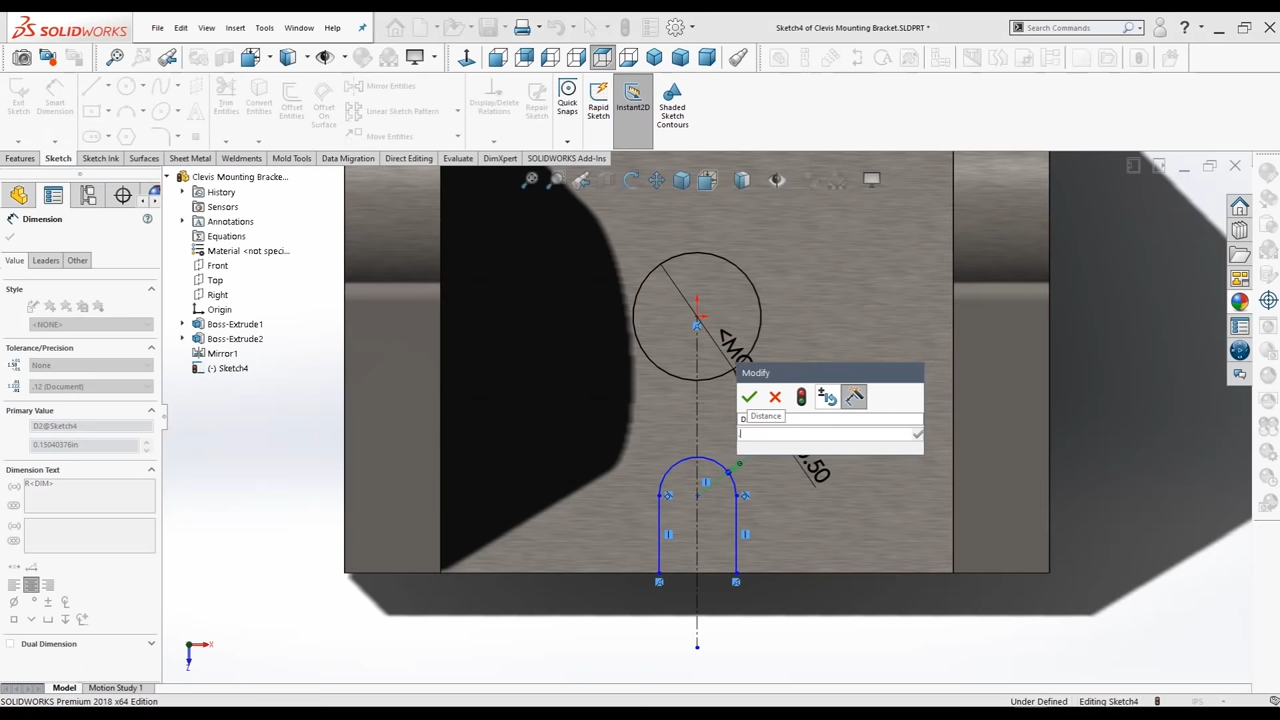 SOLIDWORKS
File
Edit
View
Insert
Tools
Window
Help
Sketch4 of Clevis Mounting Bracket.SLDPRT *
Search Commands
Exit Sketch
Smart Dimension
Trim Entities
Convert Entities
Offset Entities
Offset On Surface
Mirror Entities
Linear Sketch Pattern
Move Entities
Display/Delete Relations
Repair Sketch
Quick Snaps
Rapid Sketch
Instant2D
Shaded Sketch Contours
Features
Sketch
Sketch Ink
Surfaces
Sheet Metal
Weldments
Mold Tools
Data Migration
Direct Editing
Evaluate
DimXpert
SOLIDWORKS Add-Ins
Dimension
Value
Leaders
Other
Style
<NONE>
Tolerance/Precision
None
.12 (Document)
Primary Value
D2@Sketch4
0.15040376in
Dimension Text
R<DIM>
Dual Dimension
Clevis Mounting Bracke...
History
Sensors
Annotations
Equations
Material <not speci...
Front
Top
Right
Origin
Boss-Extrude1
Boss-Extrude2
Mirror1
(-) Sketch4
Modify
D
Distance
.
.50
X
Z
Model
Motion Study 1
SOLIDWORKS Premium 2018 x64 Edition
Under Defined
Editing Sketch4
IPS